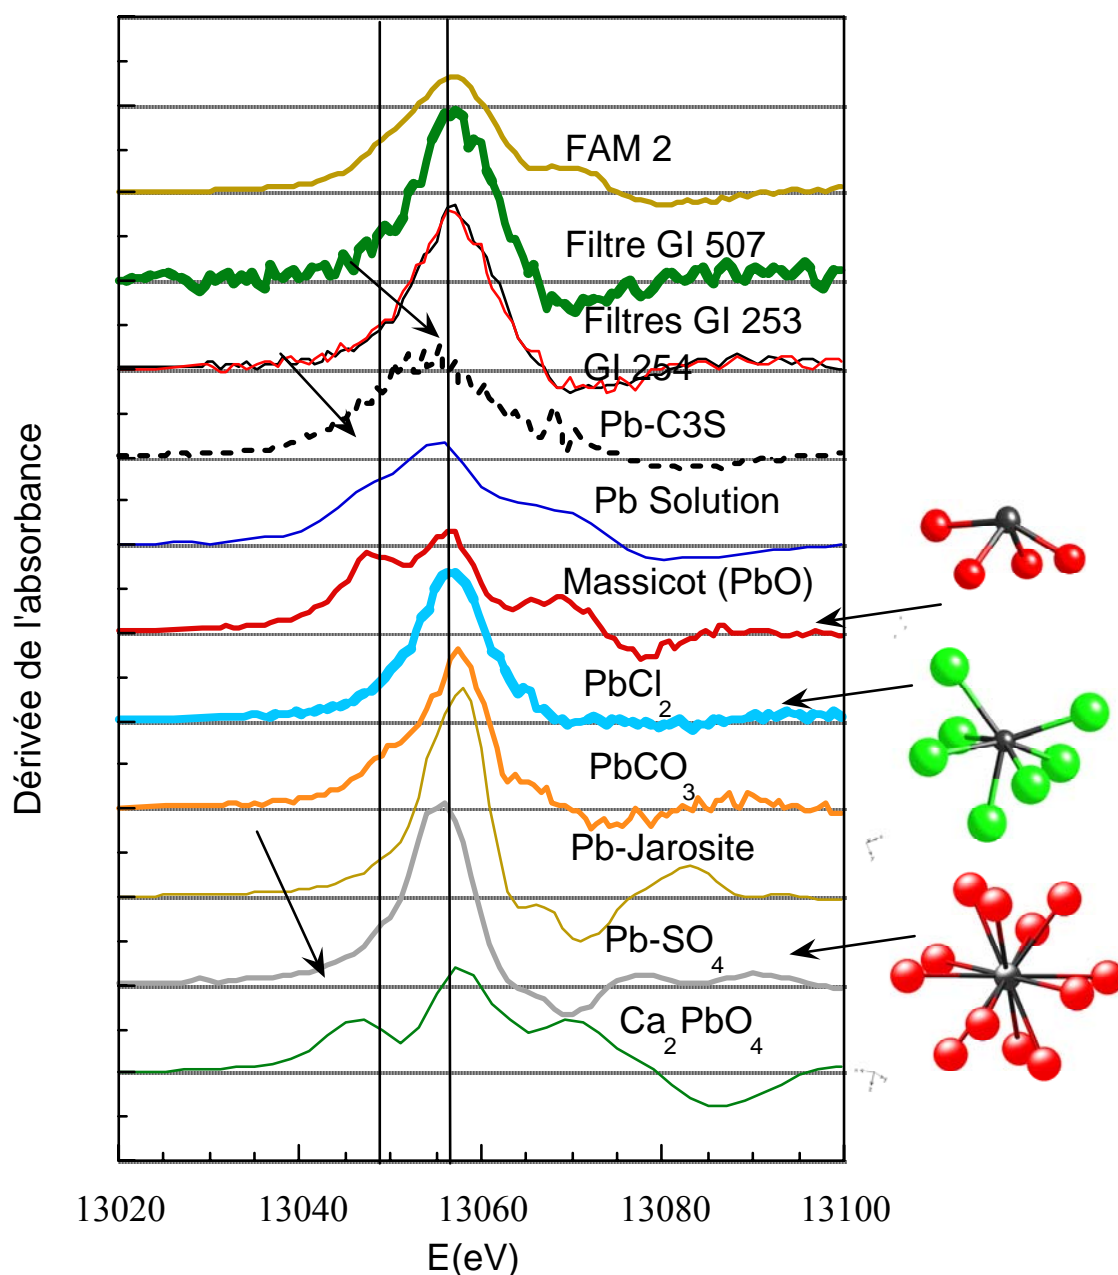 FAM 2
Filtre GI 507
Filtres GI 253
GI 254
Pb-C3S
Pb Solution
Massicot (PbO)
PbCl2
PbCO3
Pb-Jarosite
Pb-SO4
Ca2PbO4
Dérivée de l'absorbance
13020 13040 13060 13080 13100
E(eV)